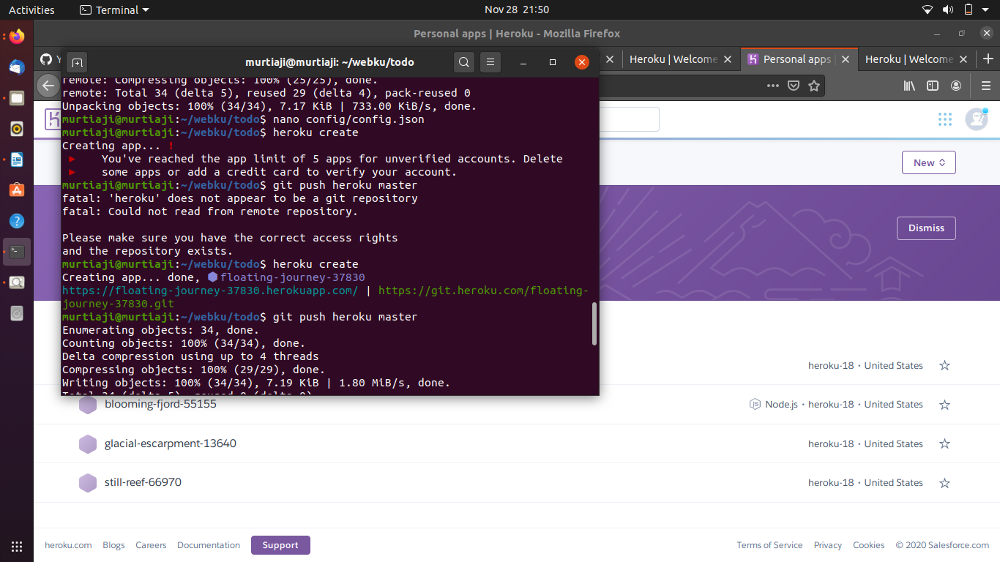 Activities
Terminal
Nov 28 21:50
Personal apps | Heroku - Mozilla Firefox
murtiaji@murtiaji: ~/webku/todo
Heroku | Welcome
Personal apps
Heroku | Welcome
remote: Compressing objects: 100% (25/25), done.
remote: Total 34 (delta 5), reused 29 (delta 4), pack-reused 0
Unpacking objects: 100% (34/34), 7.17 KiB | 733.00 KiB/s, done.
murtiaji@murtiaji:~/webku/todo$ nano config/config.json
murtiaji@murtiaji:~/webku/todo$ heroku create
Creating app... !
You've reached the app limit of 5 apps for unverified accounts. Delete
some apps or add a credit card to verify your account.
murtiaji@murtiaji:~/webku/todo$ git push heroku master
fatal: 'heroku' does not appear to be a git repository
fatal: Could not read from remote repository.
Please make sure you have the correct access rights
and the repository exists.
murtiaji@murtiaji:~/webku/todo$ heroku create
Creating app... done, ⬢ floating-journey-37830
https://floating-journey-37830.herokuapp.com/ | https://git.heroku.com/floating-
journey-37830.git
murtiaji@murtiaji:~/webku/todo$ git push heroku master
Enumerating objects: 34, done.
Counting objects: 100% (34/34), done.
Delta compression using up to 4 threads
Compressing objects: 100% (29/29), done.
Writing objects: 100% (34/34), 7.19 KiB | 1.80 MiB/s, done.
Total 34 (delta 5), reused 0 (delta 0)
New
Dismiss
heroku-18 • United States
blooming-fjord-55155
Node.js • heroku-18 • United States
glacial-escarpment-13640
heroku-18 • United States
still-reef-66970
heroku-18 • United States
heroku.com Blogs Careers Documentation Support
Terms of Service Privacy Cookies © 2020 Salesforce.com